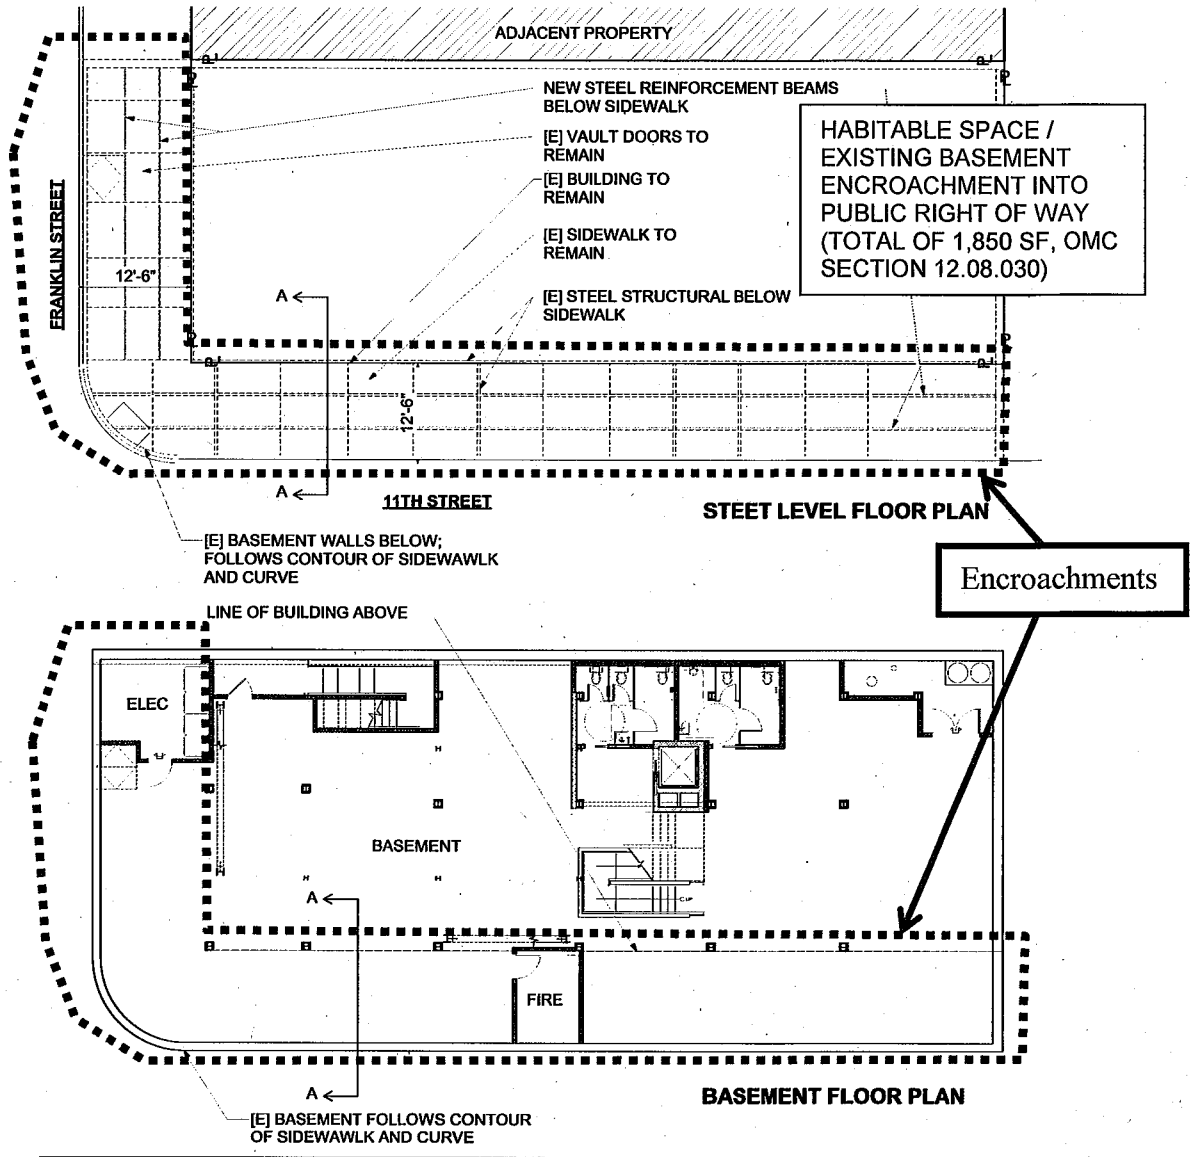 ADJACENT PROPERTY
NEW STEEL REINFORCEMENT BEAMS
BELOW SIDEWALK
[E] VAULT DOORS TO
REMAIN
[E] BUILDING TO
REMAIN
[E] SIDEWALK TO
REMAIN
[E] STEEL STRUCTURAL BELOW
SIDEWALK
HABITABLE SPACE /
EXISTING BASEMENT
ENCROACHMENT INTO
PUBLIC RIGHT OF WAY
(TOTAL OF 1,850 SF, OMC
SECTION 12.08.030)
FRANKLIN STREET
12'-6"
A
12'-6"
A
11TH STREET
STEET LEVEL FLOOR PLAN
[E] BASEMENT WALLS BELOW;
FOLLOWS CONTOUR OF SIDEWAWLK
AND CURVE
Encroachments
LINE OF BUILDING ABOVE
ELEC
BASEMENT
A
FIRE
A
BASEMENT FLOOR PLAN
[E] BASEMENT FOLLOWS CONTOUR
OF SIDEWAWLK AND CURVE